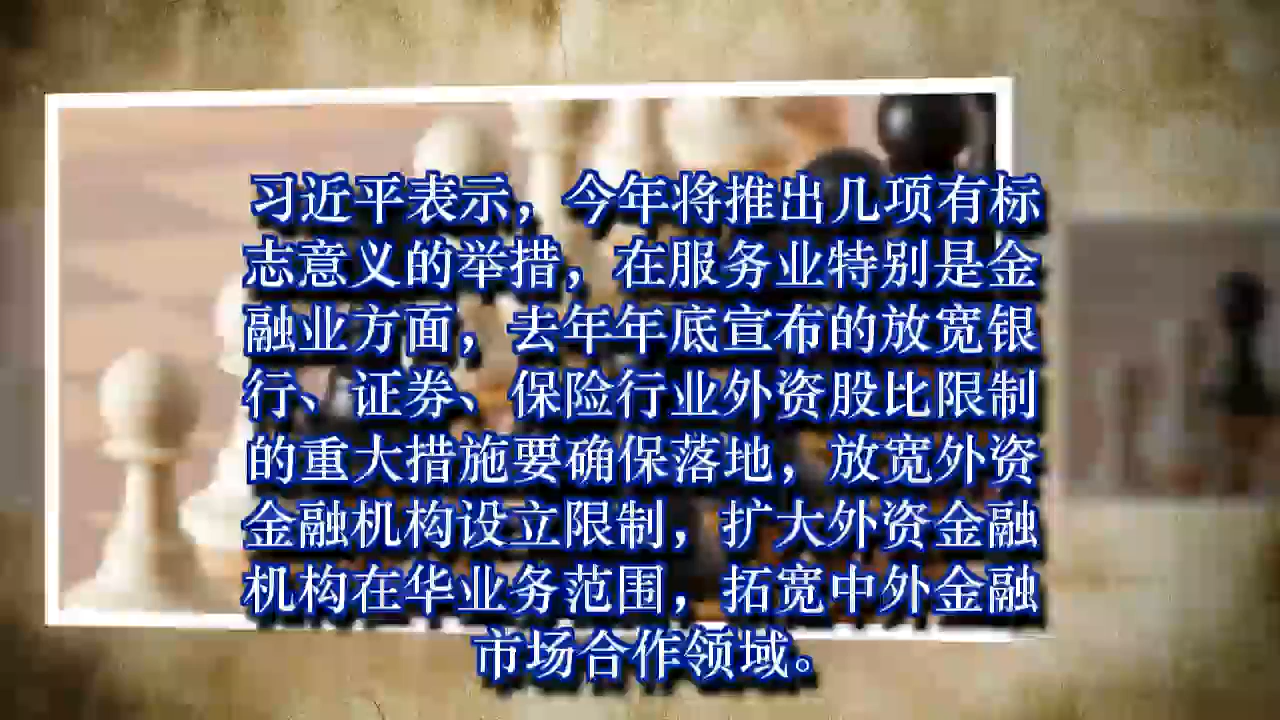 习近平表示，今年将推出几项有标
志意义的举措，在服务业特别是金
融业方面，去年年底宣布的放宽银
行、证券、保险行业外资股比限制
的重大措施要确保落地，放宽外资
金融机构设立限制，扩大外资金融
机构在华业务范围，拓宽中外金融
市场合作领域。